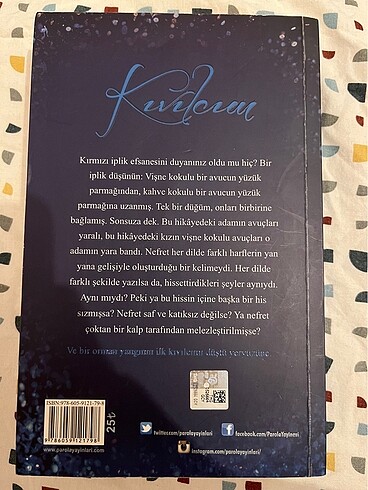 Kıvılcım
Kırmızı iplik efsanesini duyanınız oldu mu hiç? Bir
iplik düşünün: Vişne kokulu bir avucun yüzük
parmağından, kahve kokulu bir avucun yüzük
parmağına uzanmış. Tek bir düğüm, onları birbirine
bağlamış. Sonsuza dek. Bu hikâyedeki adamın avuçları
yaralı, bu hikâyedeki kızın vişne kokulu avuçları o
adamın yara bandı. Nefret her dilde farklı harflerin yan
yana gelişiyle oluşturduğu bir kelimeydi. Her dilde
farklı şekilde yazılsa da, hissettirdikleri şeyler aynıydı.
Aynı mıydı? Peki ya bu hissin içine başka bir his
sızmışsa? Nefret saf ve katıksız değilse? Ya nefret
çoktan bir kalp tarafından melezleştirilmişse?
Ve bir orman yangını ilk kıvılcımı düştü yeryüzüne.
ISBN:978-605-9121-79-8
9786059121798
25₺
www.parolayayinlari.com
twitter.com/parolayayinlari
facebook.com/ParolaYayinevi
instagram.com/parolayayinlari